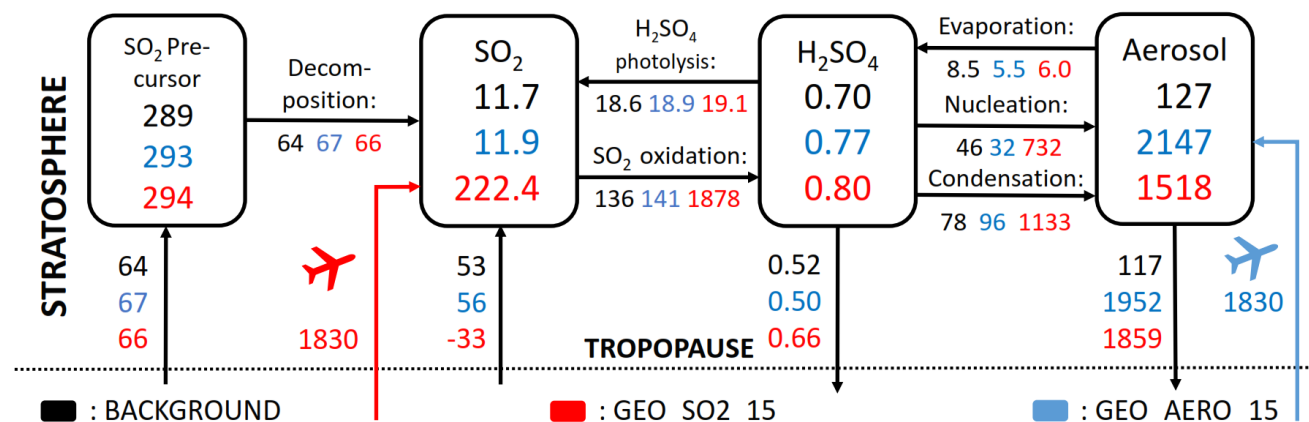 STRATOSPHERE
SO₂ Pre-
cursor
289
293
294
Decom-
position:
64 67 66
SO₂
11.7
11.9
222.4
H₂SO₄
photolysis:
18.6 18.9 19.1
SO₂ oxidation:
136 141 1878
H₂SO₄
0.70
0.77
0.80
Evaporation:
8.5 5.5 6.0
Nucleation:
46 32 732
Condensation:
78 96 1133
Aerosol
127
2147
1518
64
67
66
1830
53
56
-33
0.52
0.50
0.66
117
1952
1859
1830
TROPOPAUSE
: BACKGROUND
: GEO SO2 15
: GEO AERO 15